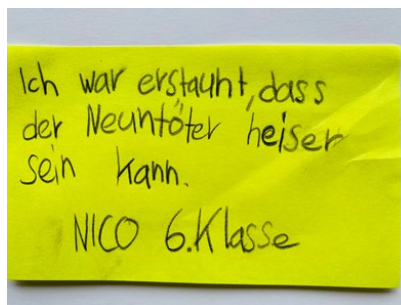 Ich war erstaunt, dass
der Neuntöter heiser
sein kann.
NICO 6. Klasse